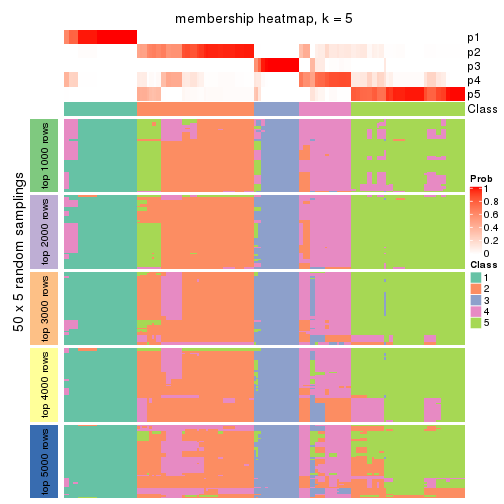 membership heatmap, k = 5
p1
p2
p3
p4
p5
Class
50 x 5 random samplings
top 1000 rows
top 2000 rows
top 3000 rows
top 4000 rows
top 5000 rows
Prob
1
0.8
0.6
0.4
0.2
0
Class
1
2
3
4
5